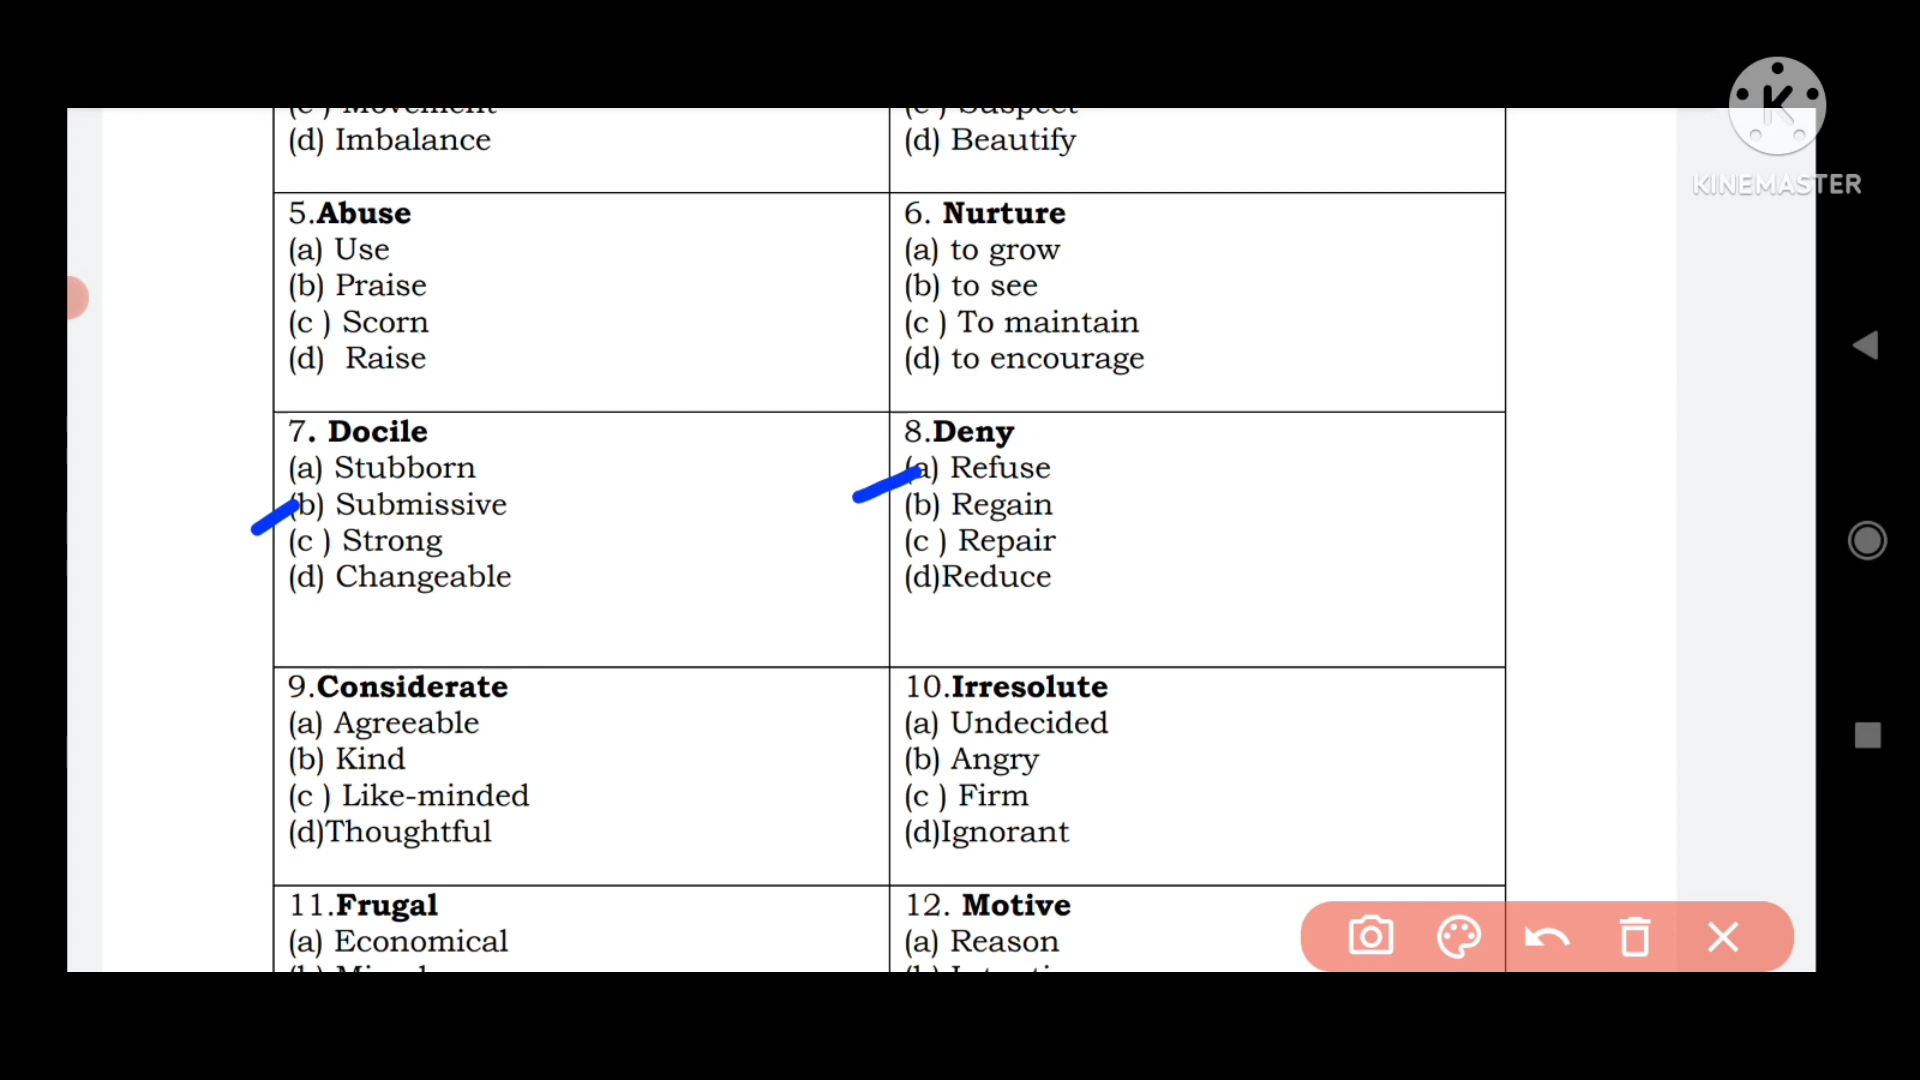 (d) Imbalance
(d) Beautify
KINEMASTER
5.Abuse
(a) Use
(b) Praise
(c ) Scorn
(d) Raise
6. Nurture
(a) to grow
(b) to see
(c ) To maintain
(d) to encourage
7. Docile
(a) Stubborn
(b) Submissive
(c ) Strong
(d) Changeable
8.Deny
(a) Refuse
(b) Regain
(c ) Repair
(d)Reduce
9.Considerate
(a) Agreeable
(b) Kind
(c ) Like-minded
(d)Thoughtful
10.Irresolute
(a) Undecided
(b) Angry
(c ) Firm
(d)Ignorant
11.Frugal
(a) Economical
12. Motive
(a) Reason